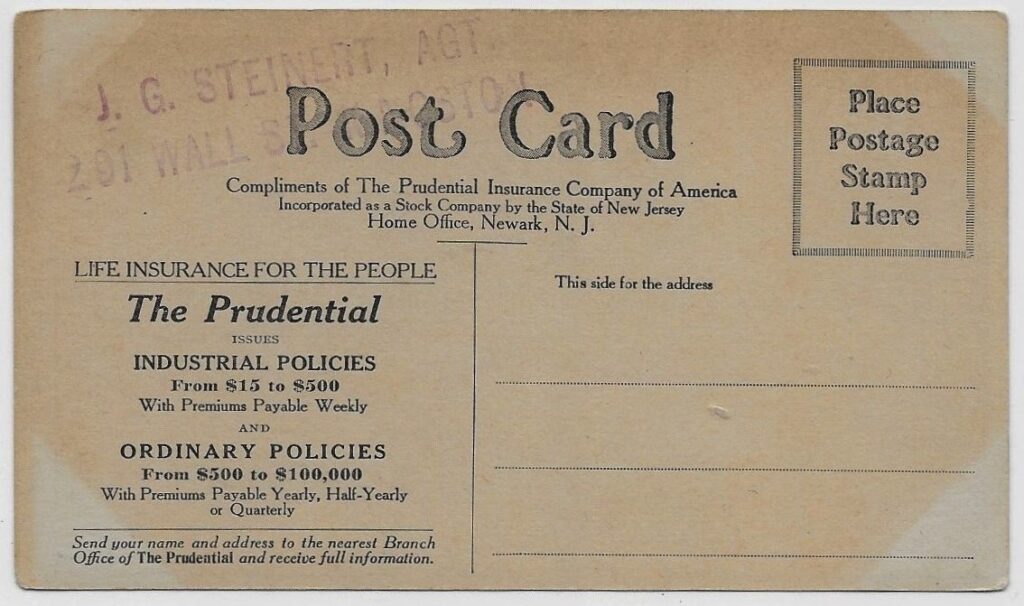 J. G. STEINERT, AGT.
WALL
Post Card
Compliments of The Prudential Insurance Company of America
Incorporated as a Stock Company by the State of New Jersey
Home Office, Newark, N. J.
Place
Postage
Stamp
Here
LIFE INSURANCE FOR THE PEOPLE
The Prudential
ISSUES
INDUSTRIAL POLICIES
From $15 to $500
With Premiums Payable Weekly
AND
ORDINARY POLICIES
From $500 to $100,000
With Premiums Payable Yearly, Half-Yearly
or Quarterly
Send your name and address to the nearest Branch
Office of The Prudential and receive full information.
This side for the address